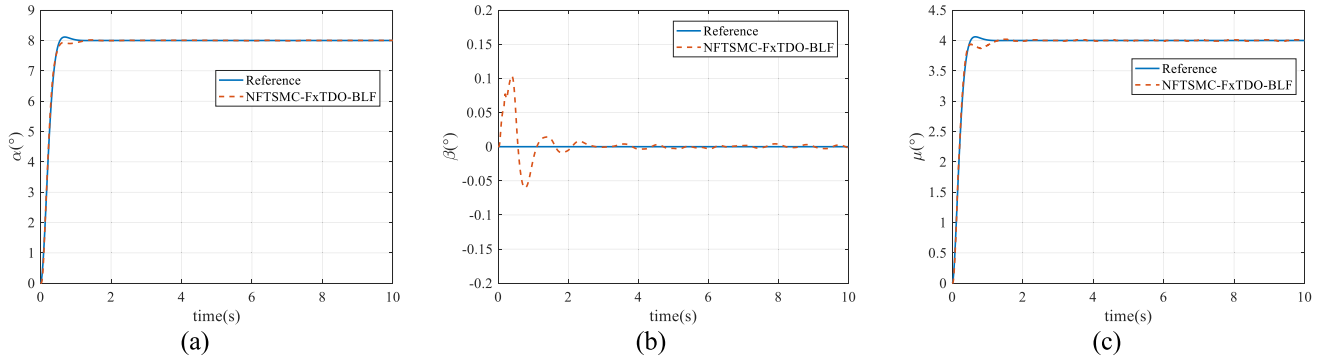 9
8
7
6
5
4
3
2
1
0
α(°)
Reference
NFTSMC-FxTDO-BLF
0 2 4 6 8 10
time(s)
(a)
0.2
0.15
0.1
0.05
0
-0.05
-0.1
-0.15
-0.2
β(°)
Reference
NFTSMC-FxTDO-BLF
0 2 4 6 8 10
time(s)
(b)
4.5
4
3.5
3
2.5
2
1.5
1
0.5
0
μ(°)
Reference
NFTSMC-FxTDO-BLF
0 2 4 6 8 10
time(s)
(c)